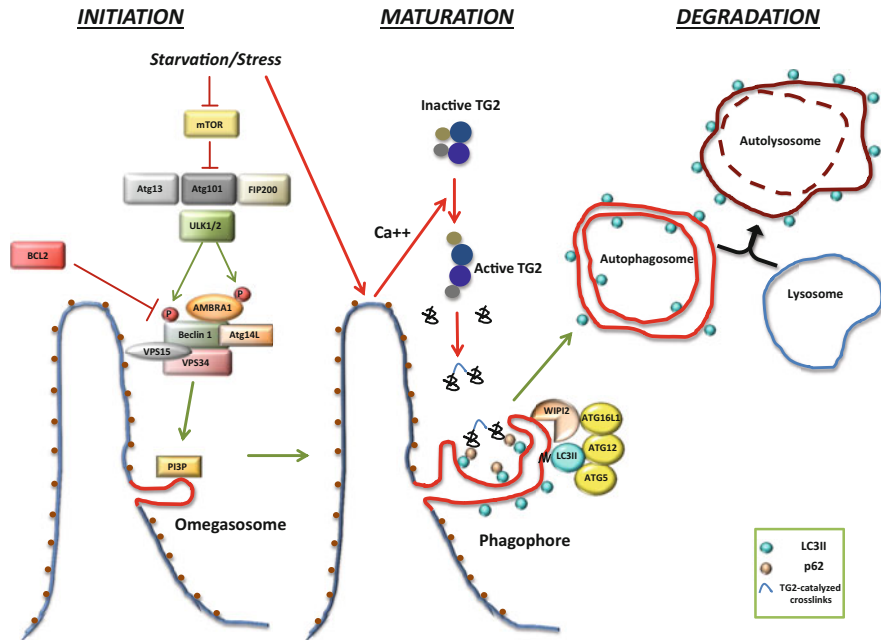 INITIATION
MATURATION
DEGRADATION
Starvation/Stress
mTOR
Atg13
Atg101
FIP200
ULK1/2
BCL2
P
P
AMBRA1
Beclin 1
Atg14L
VPS15
VPS34
PI3P
Omegasosome
Inactive TG2
Ca++
Active TG2
WIPI2
ATG16L1
ATG12
LC3II
ATG5
Phagophore
Autophagosome
Autolysosome
Lysosome
LC3II
p62
TG2-catalyzed
crosslinks